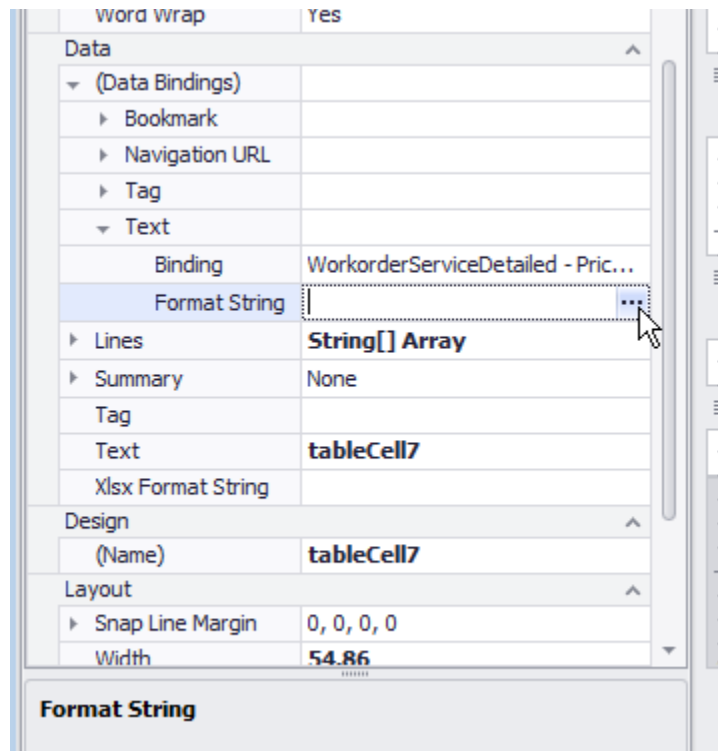 Word Wrap Yes
Data
(Data Bindings)
Bookmark
Navigation URL
Tag
Text
Binding WorkorderServiceDetailed - Pric...
Format String ...
Lines String[] Array
Summary None
Tag
Text tableCell7
Xlsx Format String
Design
(Name) tableCell7
Layout
Snap Line Margin 0, 0, 0, 0
Width 54.86
Format String